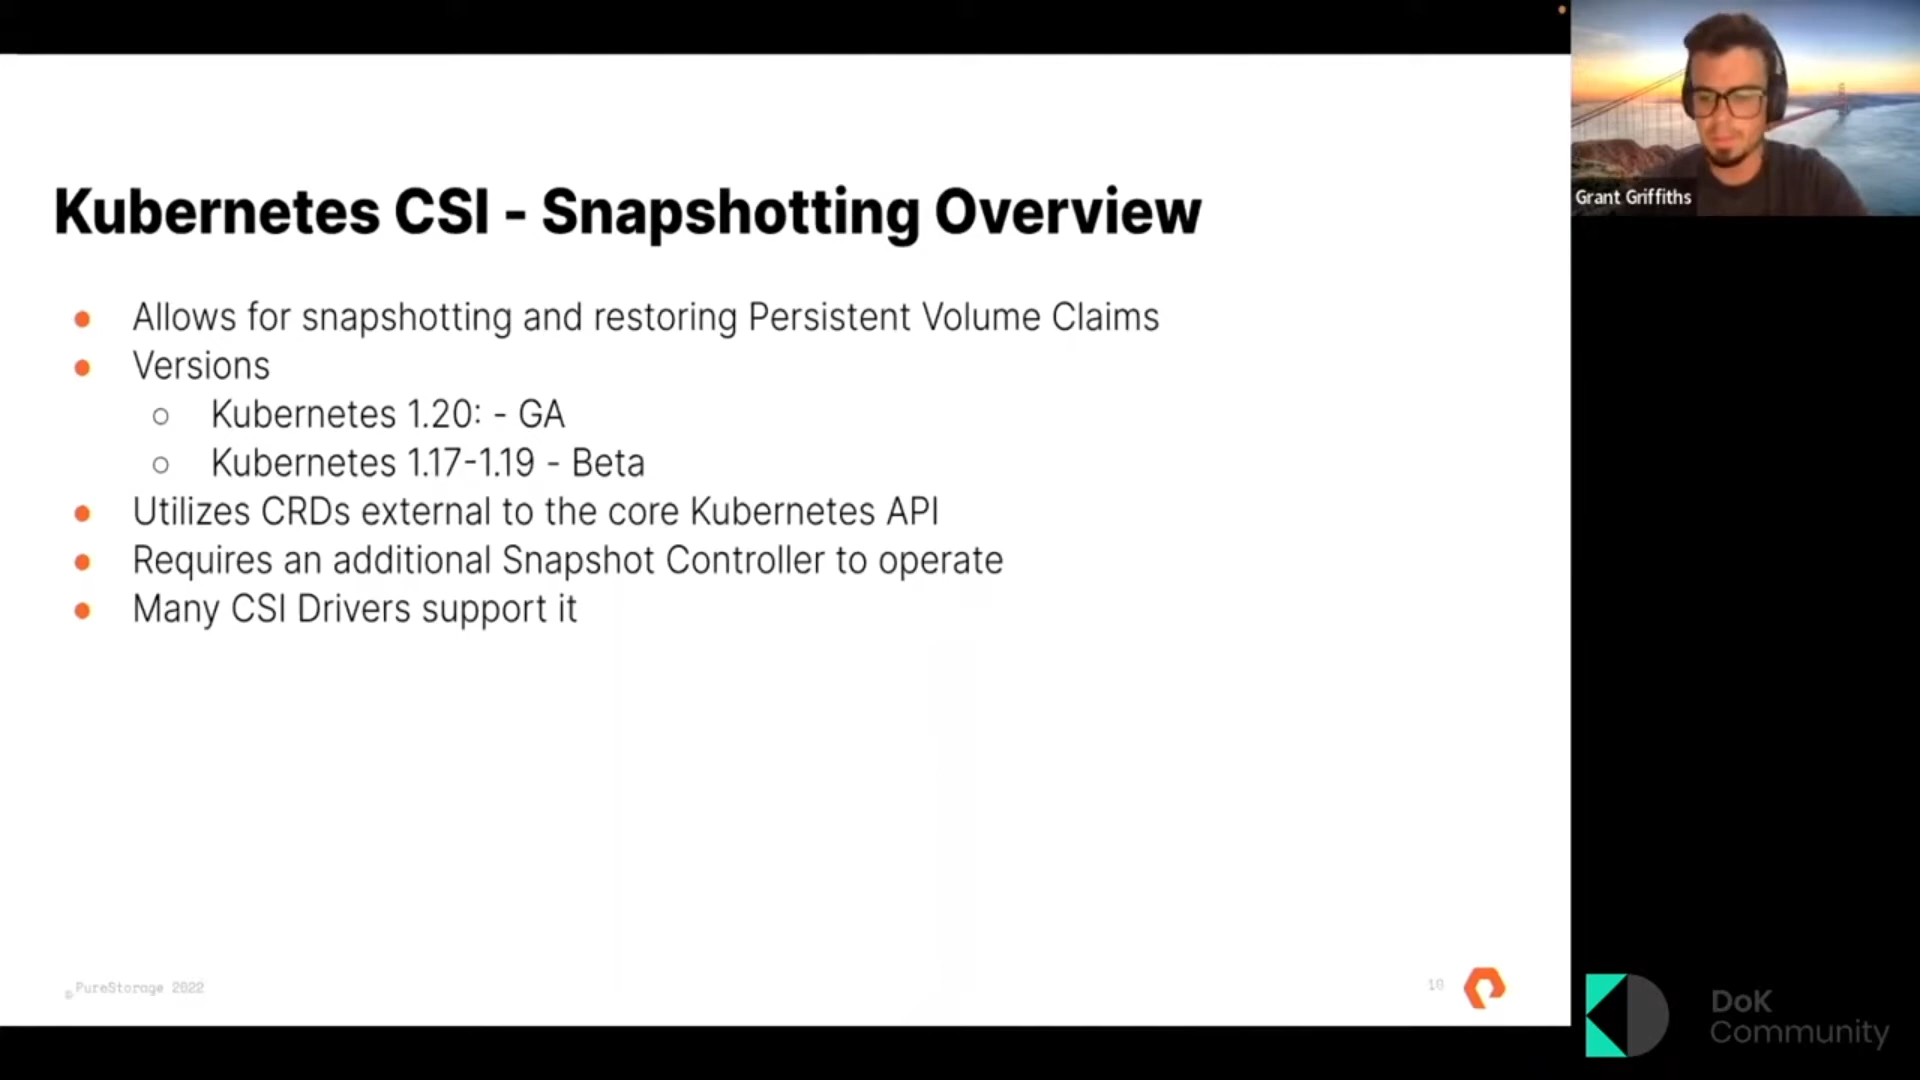 Kubernetes CSI - Snapshotting Overview
● Allows for snapshotting and restoring Persistent Volume Claims
● Versions
○ Kubernetes 1.20: - GA
○ Kubernetes 1.17-1.19 - Beta
● Utilizes CRDs external to the core Kubernetes API
● Requires an additional Snapshot Controller to operate
● Many CSI Drivers support it
© PureStorage 2022
10
Grant Griffiths
DoK
Community